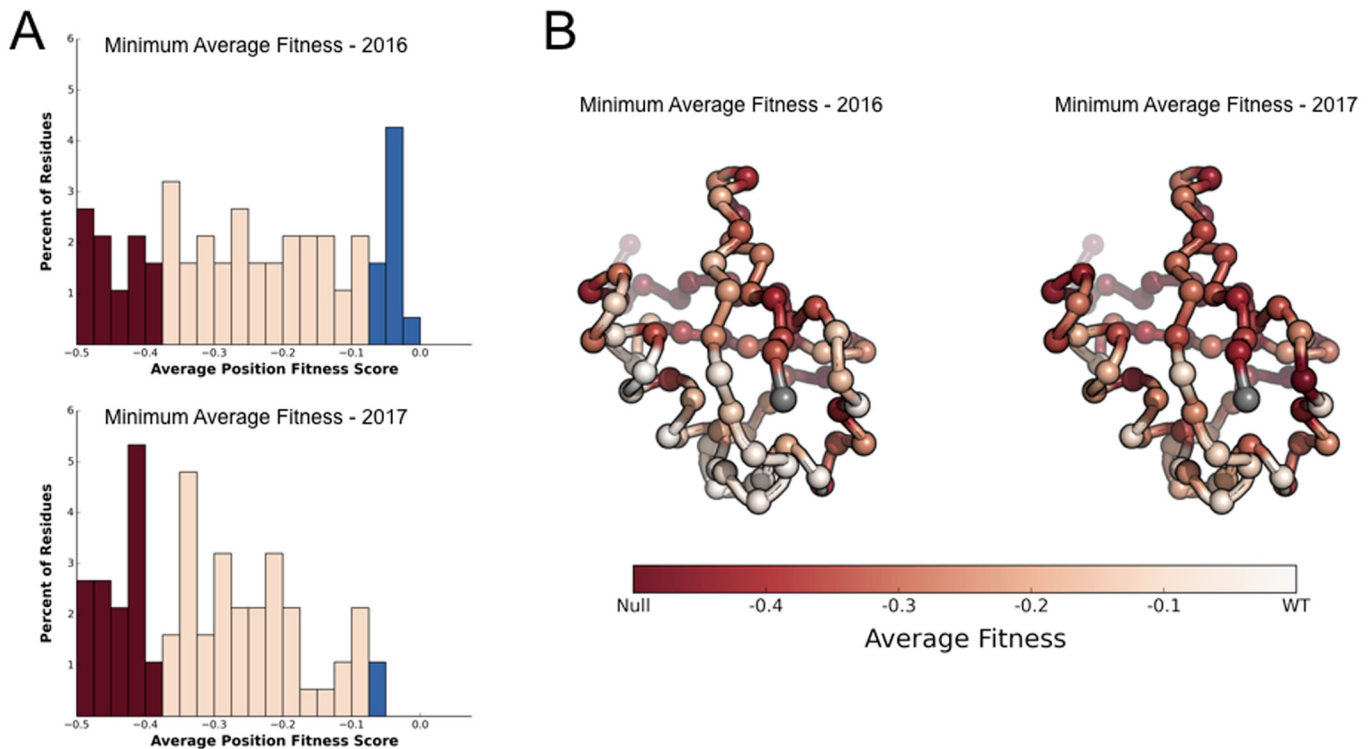 A
Minimum Average Fitness - 2016
6
5
4
3
2
1
Percent of Residues
−0.5 −0.4 −0.3 −0.2 −0.1 0.0
Average Position Fitness Score
Minimum Average Fitness - 2017
6
5
4
3
2
1
Percent of Residues
−0.5 −0.4 −0.3 −0.2 −0.1 0.0
Average Position Fitness Score
B
Minimum Average Fitness - 2016
Minimum Average Fitness - 2017
Null -0.4 -0.3 -0.2 -0.1 WT
Average Fitness